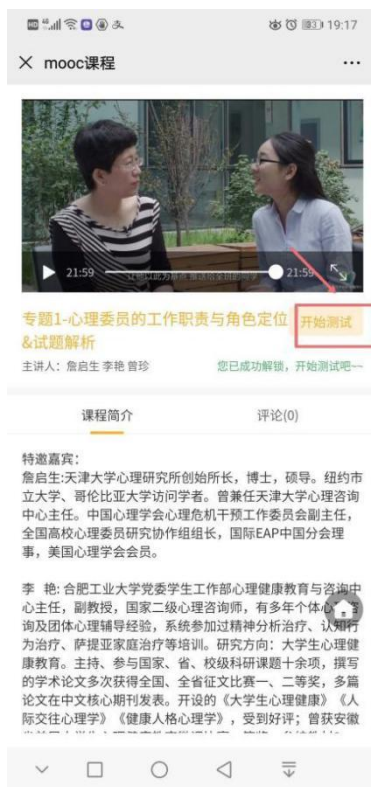 HD 19:17
mooc课程
21:59 21:59
专题1-心理委员的工作职责与角色定位
&试题解析
开始测试
主讲人：詹启生 李艳 曾珍
您已成功解锁，开始测试吧~~
课程简介
评论(0)
特邀嘉宾：
詹启生:天津大学心理研究所创始所长，博士，硕导。纽约市
立大学、哥伦比亚大学访问学者。曾兼任天津大学心理咨询
中心主任。中国心理学会心理危机干预工作委员会副主任，
全国高校心理委员研究协作组组长，国际EAP中国分会理
事，美国心理学会会员。
李 艳: 合肥工业大学党委学生工作部心理健康教育与咨询中
心主任，副教授，国家二级心理咨询师，有多年个体心
询及团体心理辅导经验，系统参加过精神分析治疗、认知行
为治疗、萨提亚家庭治疗等培训。研究方向：大学生心理健
康教育。主持、参与国家、省、校级科研课题十余项，撰写
的学术论文多次获得全国、全省征文比赛一、二等奖，多篇
论文在中文核心期刊发表。开设的《大学生心理健康》《人
际交往心理学》《健康人格心理学》，受到好评；曾获安徽